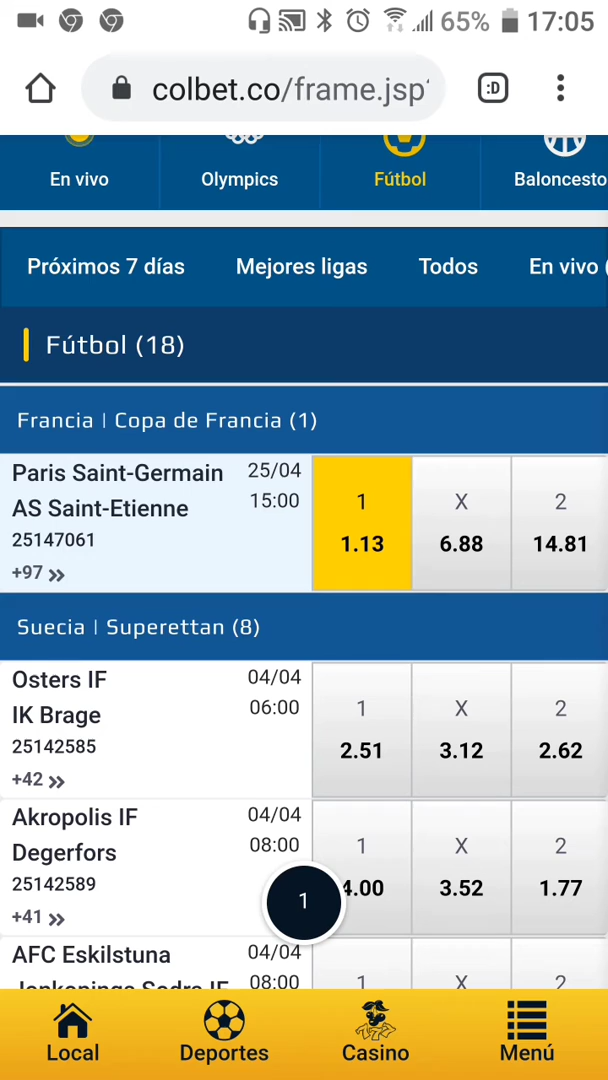 65% 17:05
colbet.co/frame.jsp
:D
En vivo Olympics Fútbol Baloncesto
Próximos 7 días Mejores ligas Todos En vivo (
Fútbol (18)
Francia | Copa de Francia (1)
Paris Saint-Germain 25/04 1 X 2
AS Saint-Etienne 15:00 1.13 6.88 14.81
25147061
+97 »
Suecia | Superettan (8)
Osters IF 04/04 1 X 2
IK Brage 06:00 2.51 3.12 2.62
25142585
+42 »
Akropolis IF 04/04 1 X 2
Degerfors 08:00 4.00 3.52 1.77
25142589
+41 »
1
AFC Eskilstuna 04/04 1 X 2
08:00
Local Deportes Casino Menú